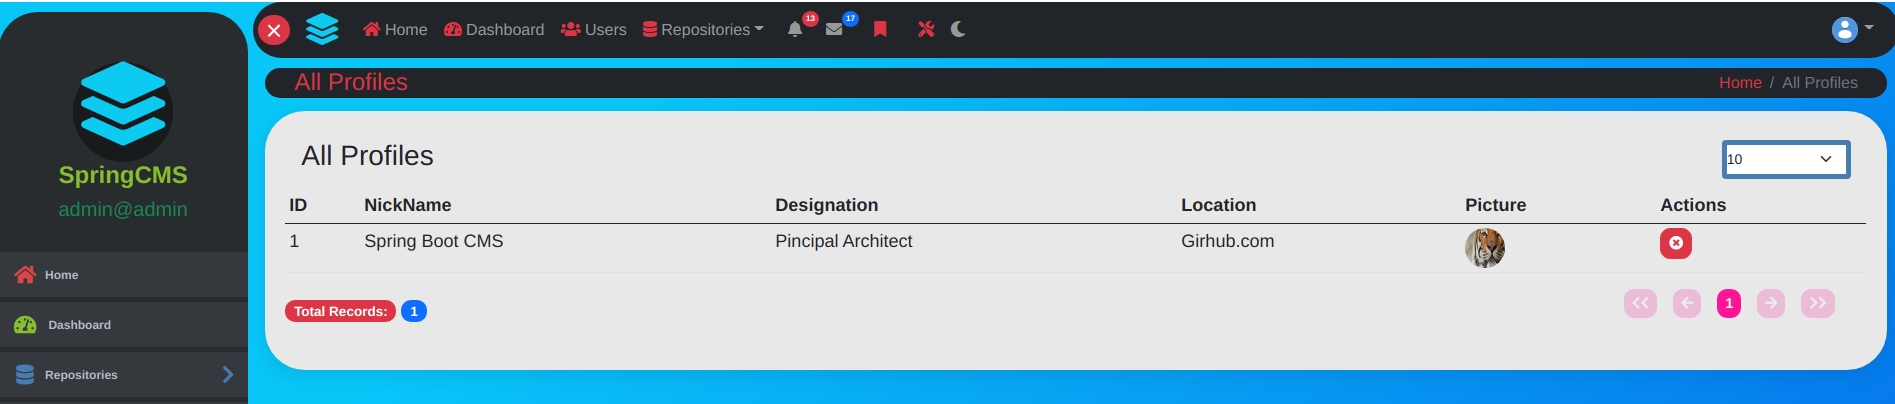 SpringCMS
admin@admin
Home
Dashboard
Repositories
Home Dashboard Users Repositories 13 17
All Profiles
Home / All Profiles
All Profiles
10
ID NickName Designation Location Picture Actions
1 Spring Boot CMS Pincipal Architect Girhub.com
Total Records: 1
1